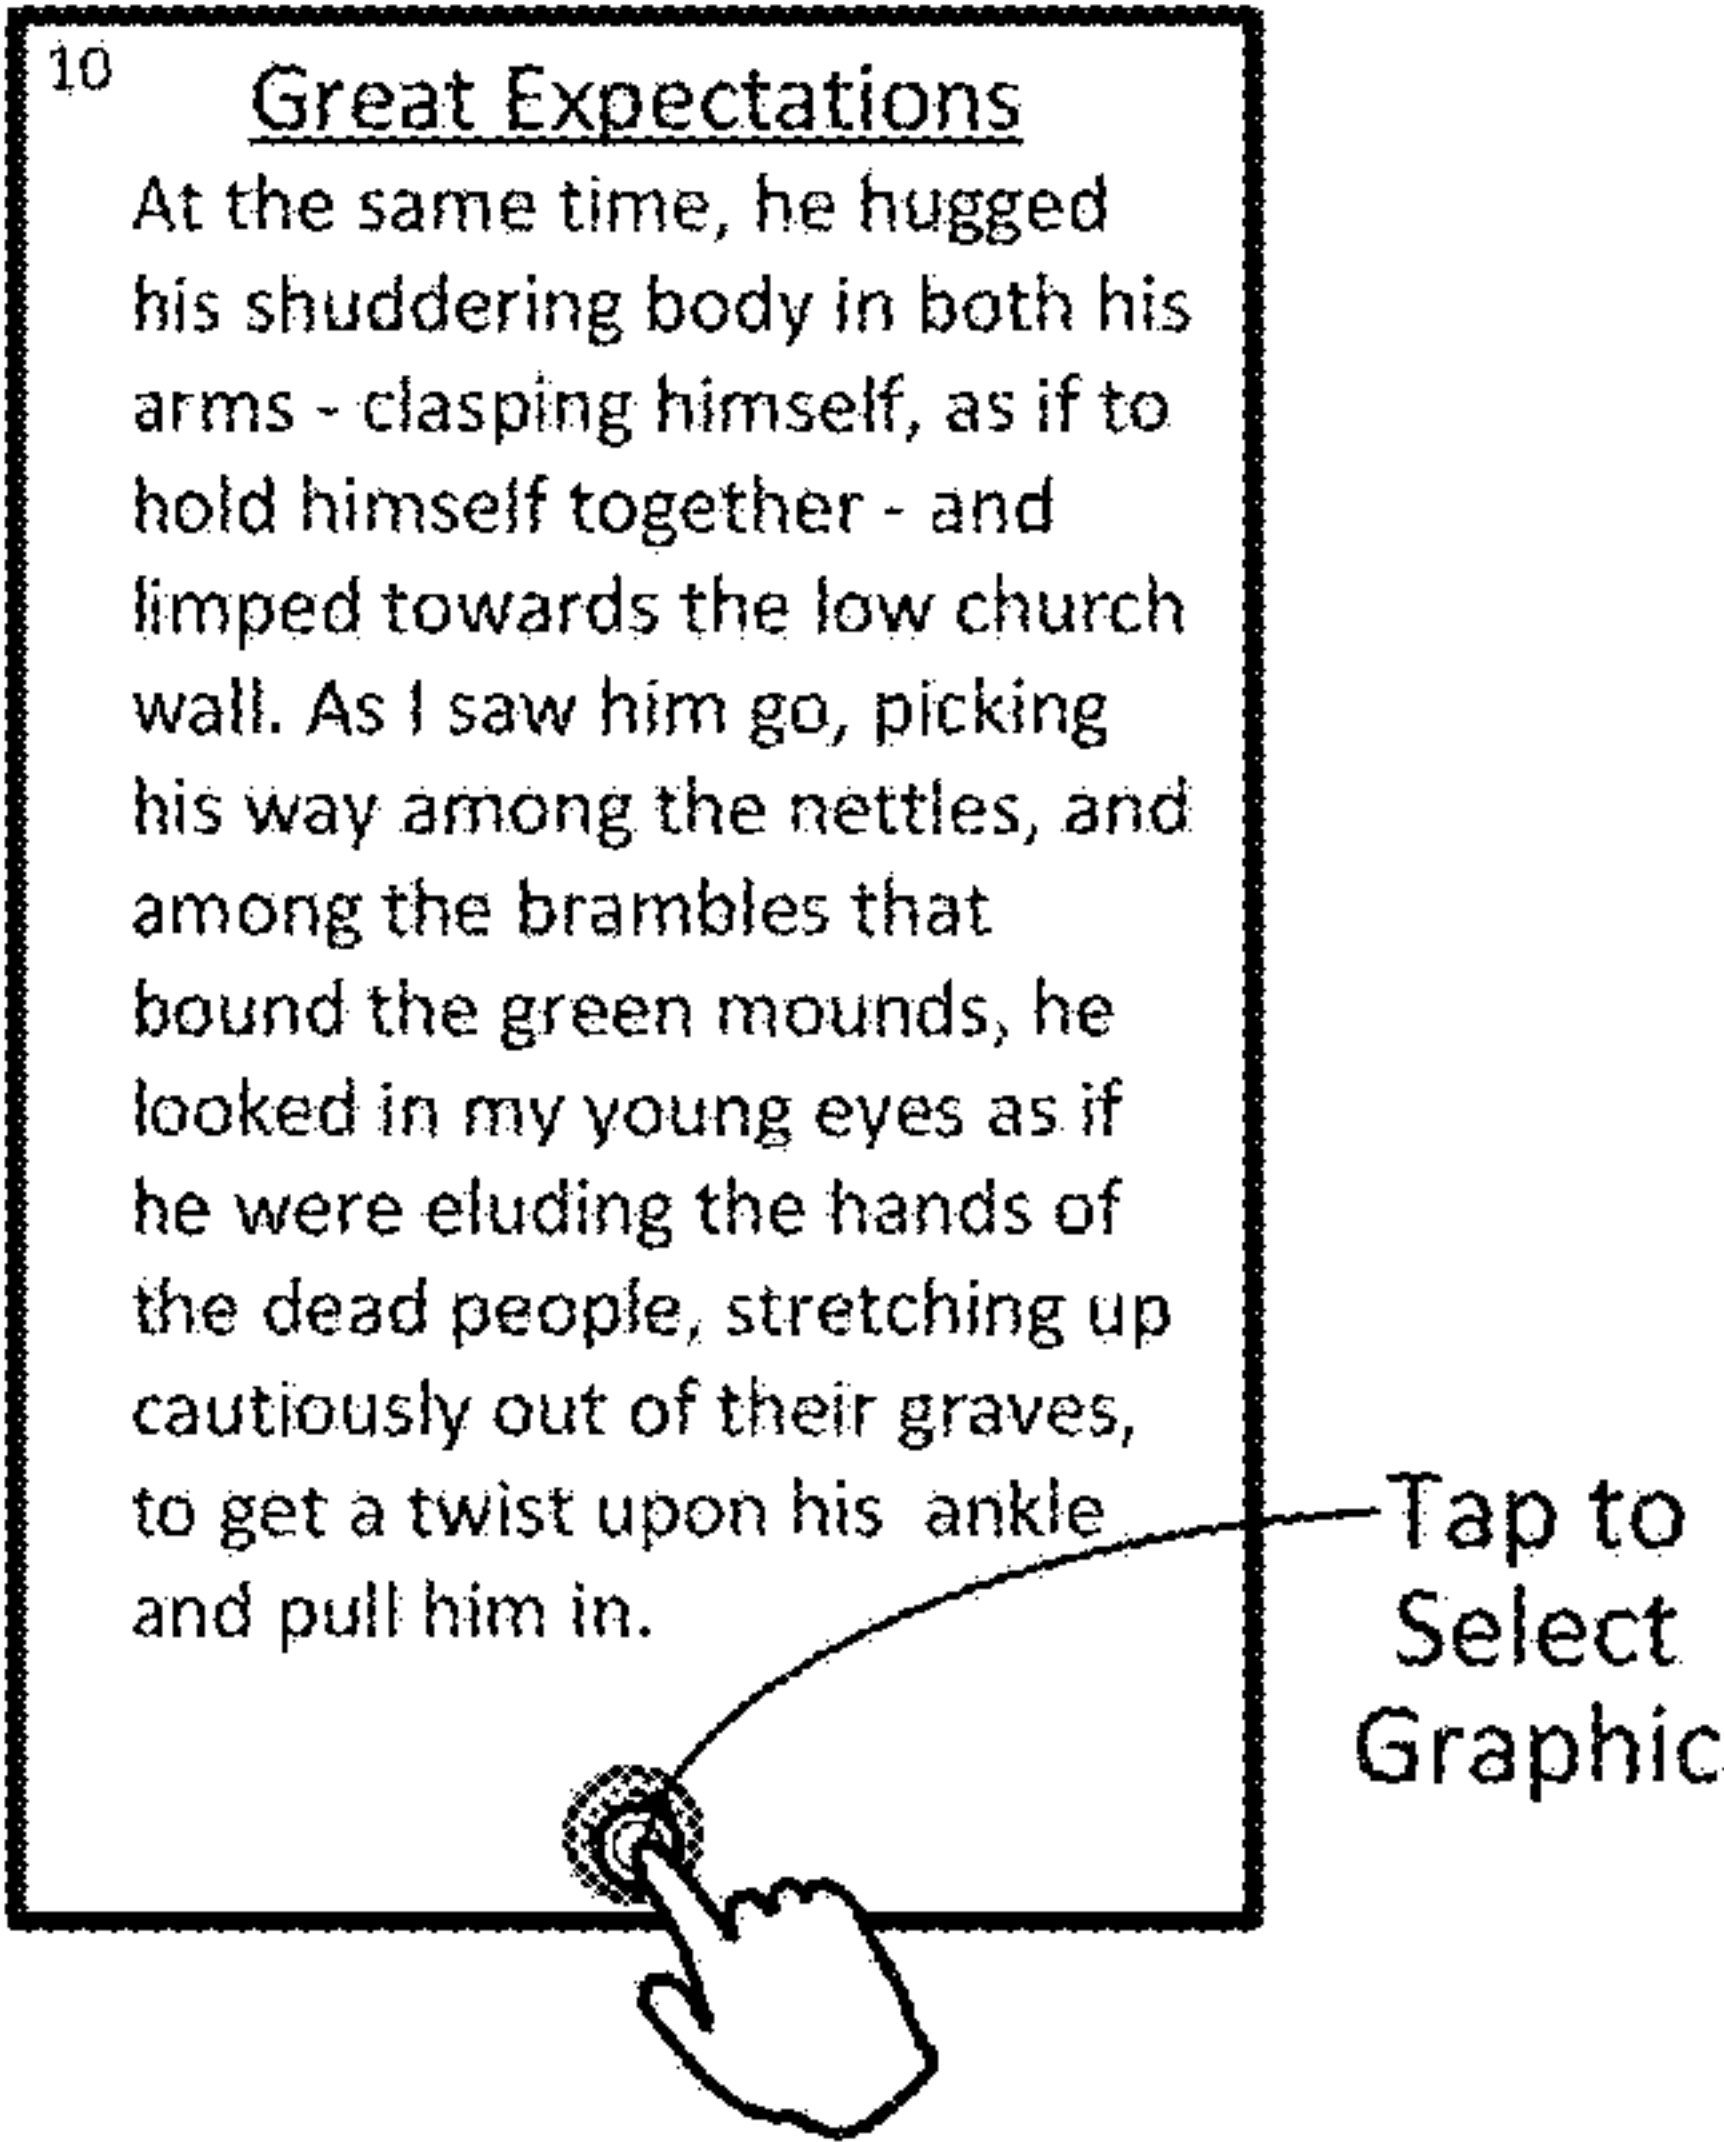 10
Great Expectations
At the same time, he hugged
his shuddering body in both his
arms - clasping himself, as if to
hold himself together - and
limped towards the low church
wall. As I saw him go, picking
his way among the nettles, and
among the brambles that
bound the green mounds, he
looked in my young eyes as if
he were eluding the hands of
the dead people, stretching up
cautiously out of their graves,
to get a twist upon his ankle
and pull him in.
Tap to
Select
Graphic